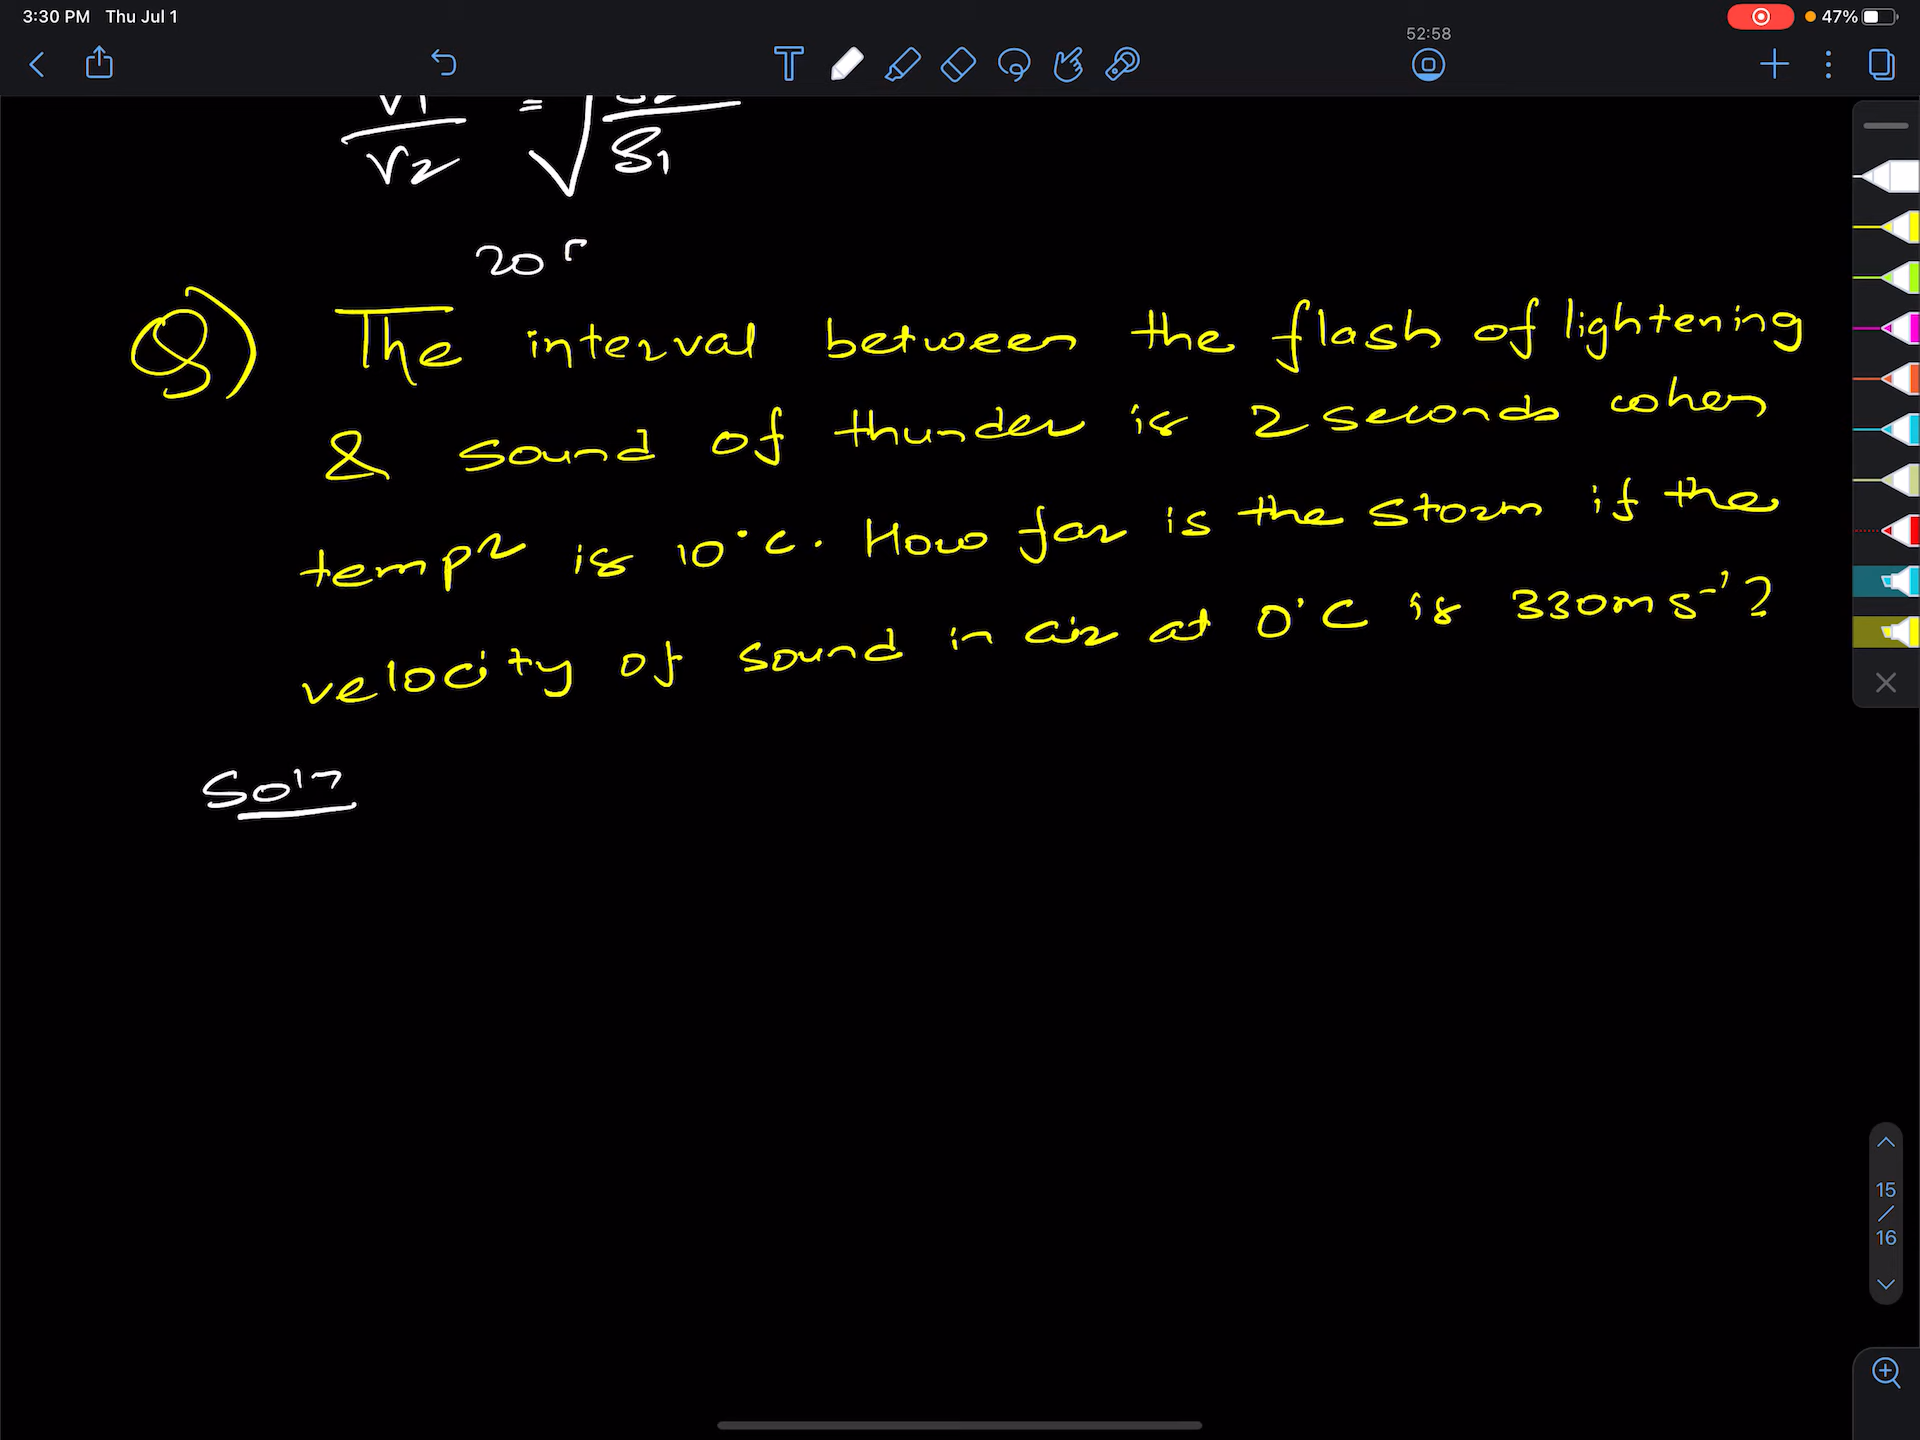 3:30 PM Thu Jul 1
47%
52:58
V1 / V2 = √ / S1
20
Q) The interval between the flash of lightening
& sound of thunder is 2 seconds when
tempr is 10°C. How far is the storm if the
velocity of sound in air at 0°C is 330ms-1?
Soln
15
/
16